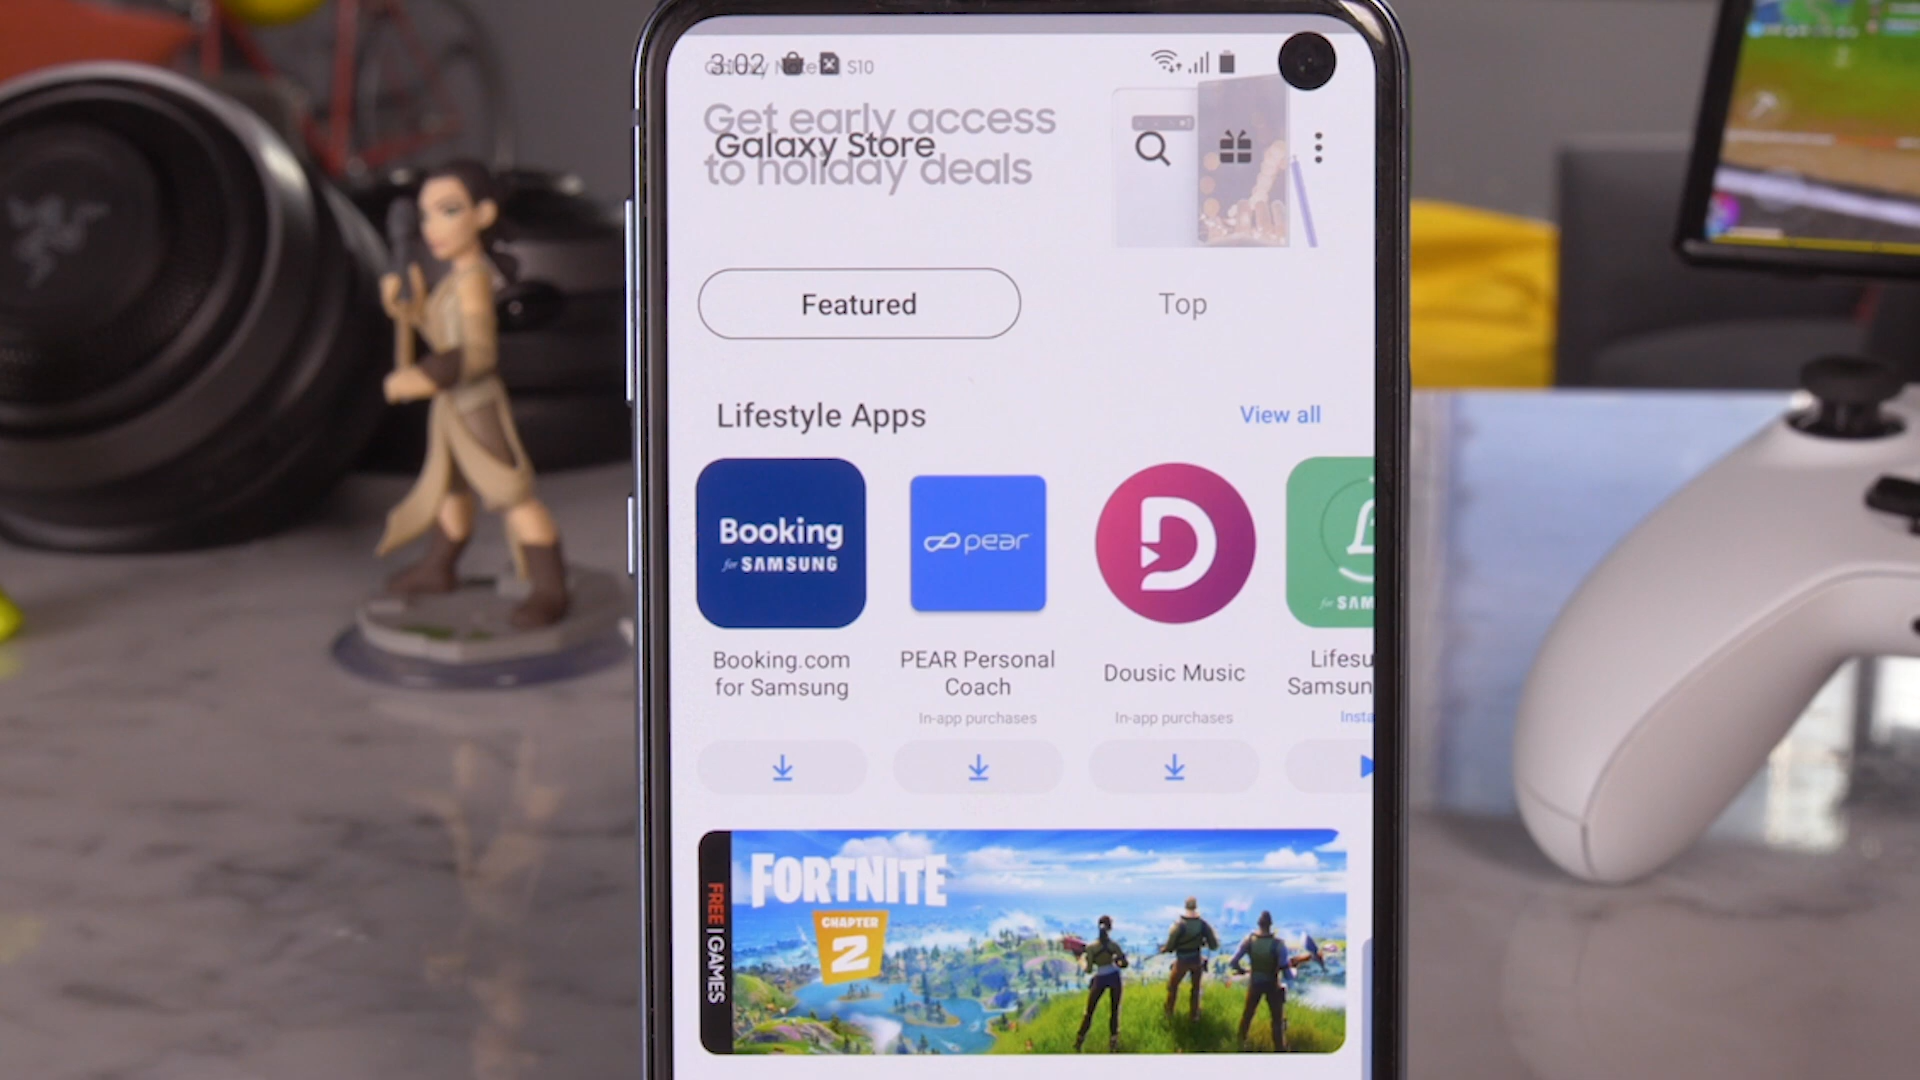 3:02
Galaxy Note S10
Get early access
Galaxy Store
to holiday deals
Featured
Top
Lifestyle Apps
View all
Booking
for SAMSUNG
pear
D
£
for SAM
Booking.com
for Samsung
PEAR Personal
Coach
Dousic Music
Lifesu
Samsun
In-app purchases
In-app purchases
Insta
FORTNITE
CHAPTER
2
FREE | GAMES